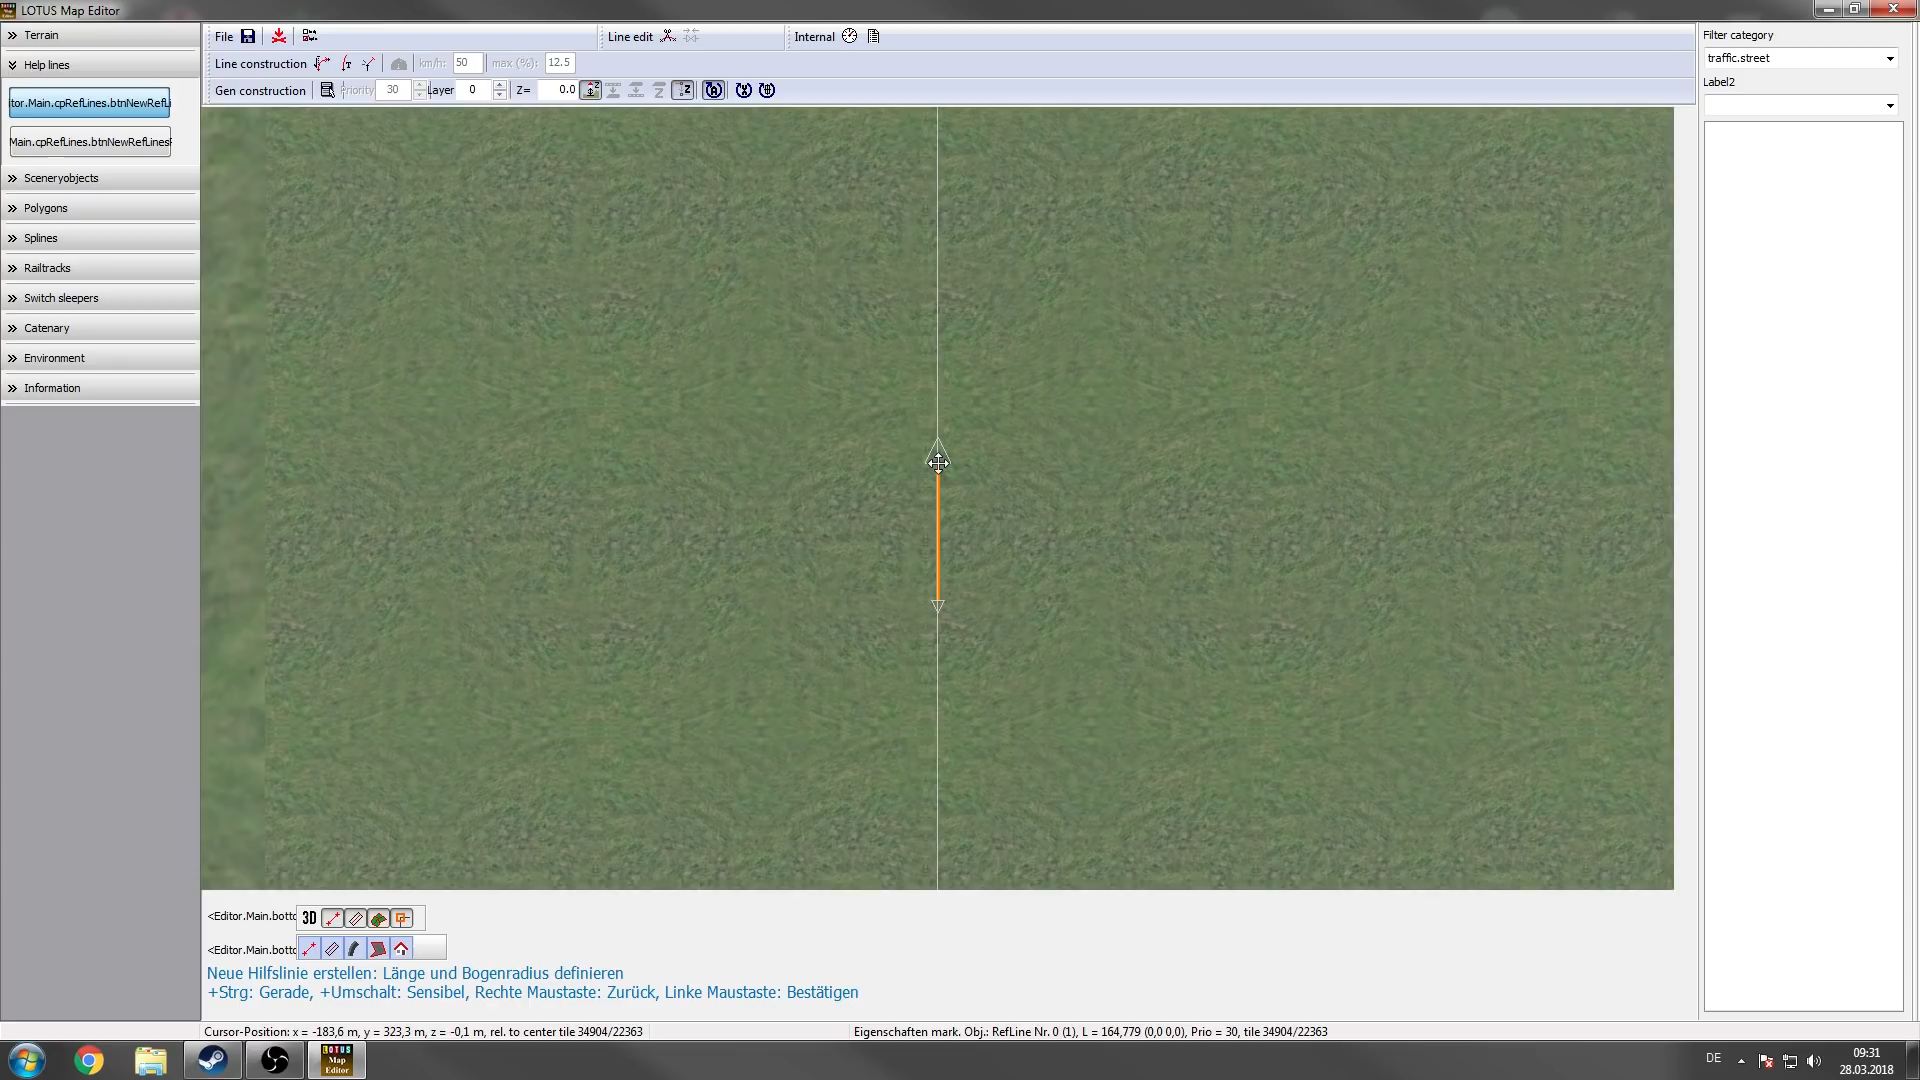 LOTUS Map Editor
Terrain
Help lines
tor.Main.cpRefLines.btnNewRefLi
Main.cpRefLines.btnNewRefLines
Sceneryobjects
Polygons
Splines
Railtracks
Switch sleepers
Catenary
Environment
Information
File
Line edit
Internal
Line construction km/h: 50 max (%): 12.5
Gen construction Priority 30 Layer 0 Z= 0.0
Filter category
traffic.street
Label2
<Editor.Main.botto 3D
<Editor.Main.botto
Neue Hilfslinie erstellen: Länge und Bogenradius definieren
+Strg: Gerade, +Umschalt: Sensibel, Rechte Maustaste: Zurück, Linke Maustaste: Bestätigen
Cursor-Position: x = -183,6 m, y = 323,3 m, z = -0,1 m, rel. to center tile 34904/22363
Eigenschaften mark. Obj.: RefLine Nr. 0 (1), L = 164,779 (0,0 0,0), Prio = 30, tile 34904/22363
LOTUS
Map
Editor
DE
09:31
28.03.2018